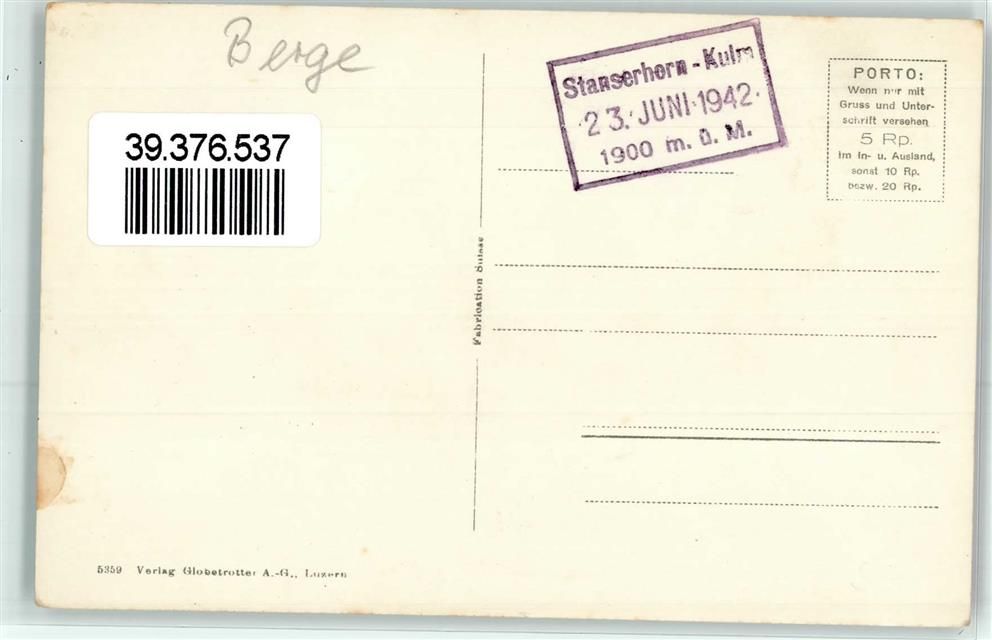 Berge
39.376.537
Stanserhorn-Kulm
23. JUNI 1942
1900 m. ü. M.
PORTO:
Wenn nur mit
Gruss und Unter-
schrift versehen
5 Rp.
im In- u. Ausland,
sonst 10 Rp.
bezw. 20 Rp.
Fabrication Suisse
5359 Verlag Globetrotter A.-G., Luzern